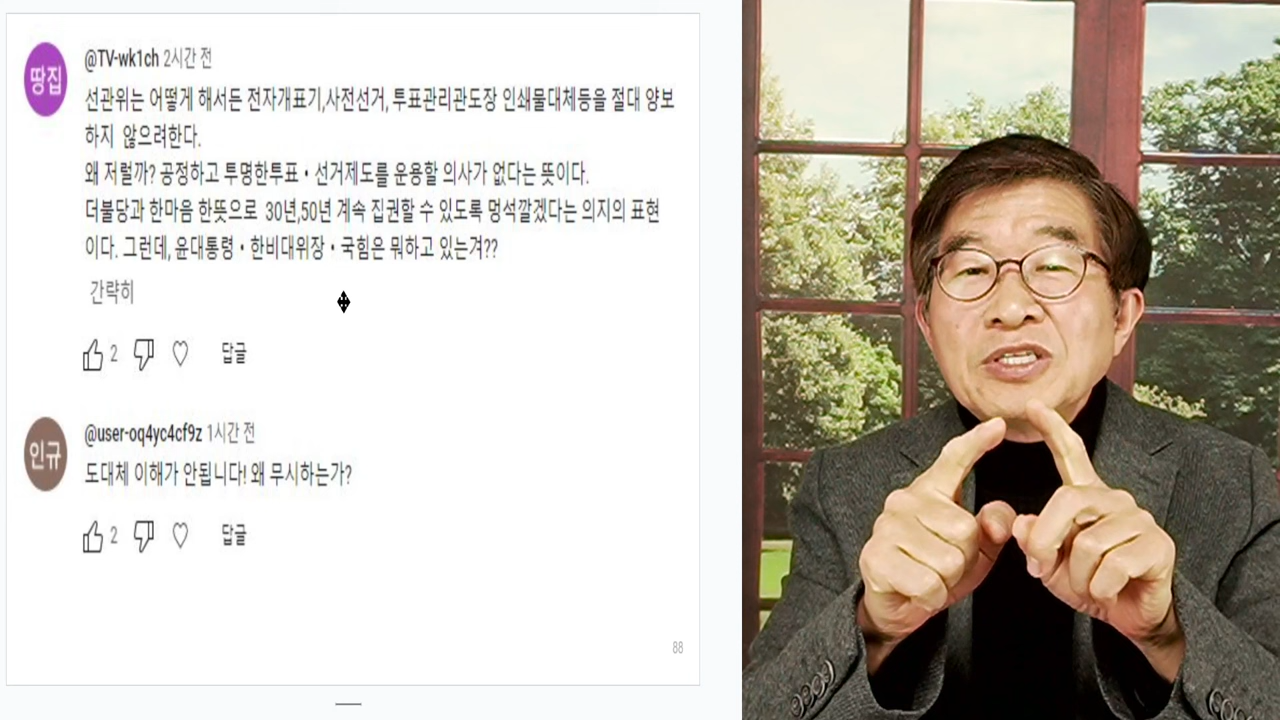 땅집
@TV-wk1ch 2시간 전
선관위는 어떻게 해서든 전자개표기,사전선거, 투표관리관도장 인쇄물대체등을 절대 양보
하지 않으려한다.
왜 저럴까? 공정하고 투명한투표・선거제도를 운용할 의사가 없다는 뜻이다.
더불당과 한마음 한뜻으로 30년,50년 계속 집권할 수 있도록 멍석깔겠다는 의지의 표현
이다. 그런데, 윤대통령・한비대위장・국힘은 뭐하고 있는겨??
간략히
2 답글
인규
@user-oq4yc4cf9z 1시간 전
도대체 이해가 안됩니다! 왜 무시하는가?
2 답글
88